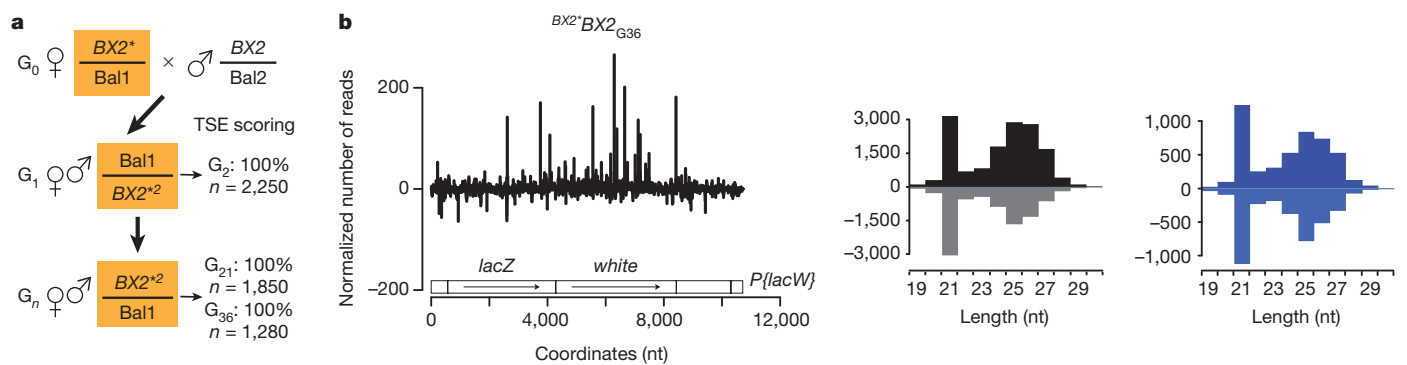 a
G0 ♀ BX2* / Bal1 × ♂ BX2 / Bal2
TSE scoring
G1 ♀♂ Bal1 / BX2*2
G2: 100%
n = 2,250
Gn ♀♂ BX2*2 / Bal1
G21: 100%
n = 1,850
G36: 100%
n = 1,280
b
BX2*BX2G36
Normalized number of reads
200
0
−200
lacZ
white
P{lacW}
0 4,000 8,000 12,000
Coordinates (nt)
3,000
1,500
0
−1,500
−3,000
19 21 23 25 27 29
Length (nt)
1,000
500
0
−500
−1,000
19 21 23 25 27 29
Length (nt)